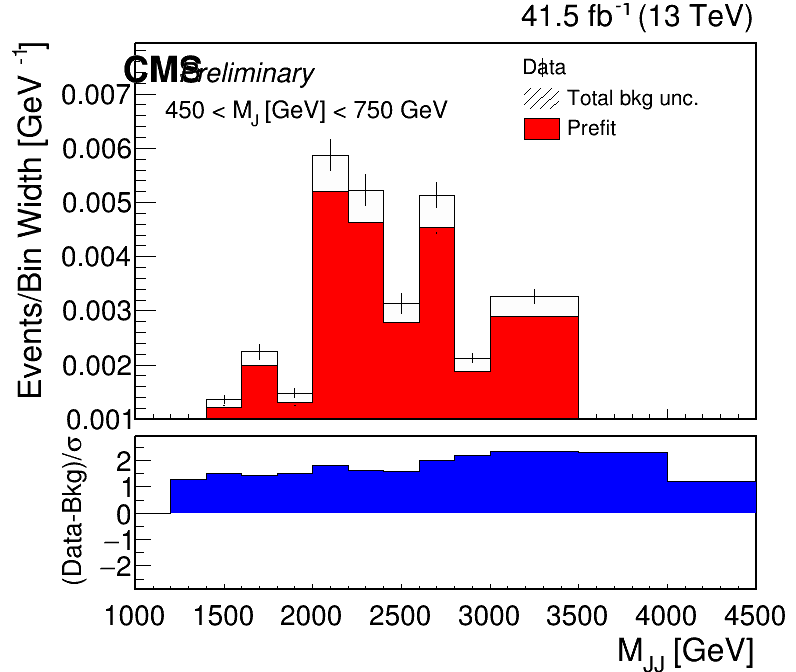 41.5 fb-1 (13 TeV)
CMS Preliminary
450 < MJ [GeV] < 750 GeV
Data
Total bkg unc.
Prefit
Events/Bin Width [GeV-1]
0.007
0.006
0.005
0.004
0.003
0.002
0.001
(Data-Bkg)/σ
2
1
0
−1
−2
1000 1500 2000 2500 3000 3500 4000 4500
MJJ [GeV]